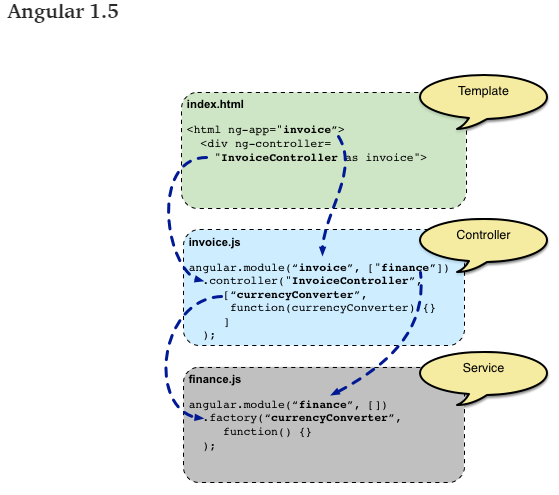 Angular 1.5
Template
index.html
<html ng-app="invoice”>
<div ng-controller=
"InvoiceController as invoice">
Controller
invoice.js
angular.module(“invoice”, ["finance”])
.controller("InvoiceController”,
[“currencyConverter”,
function(currencyConverter) {}
]
);
Service
finance.js
angular.module(“finance”, [])
.factory(“currencyConverter”,
function() {}
);